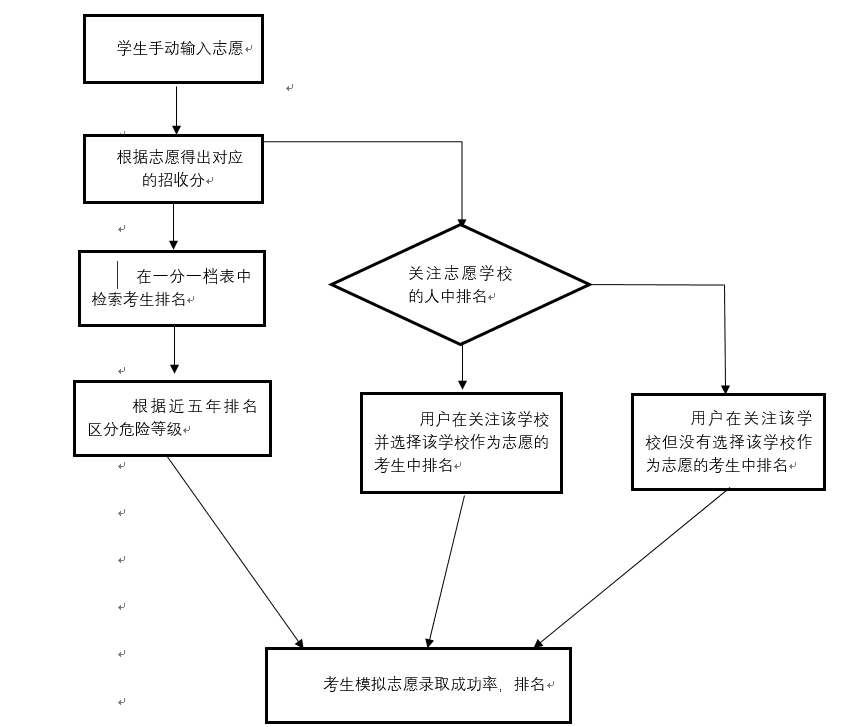 学生手动输入志愿
根据志愿得出对应
的招收分
在一分一档表中
检索考生排名
关注志愿学校
的人中排名
根据近五年排名
区分危险等级
用户在关注该学校
并选择该学校作为志愿的
考生中排名
用户在关注该学
校但没有选择该学校作
为志愿的考生中排名
考生模拟志愿录取成功率，排名